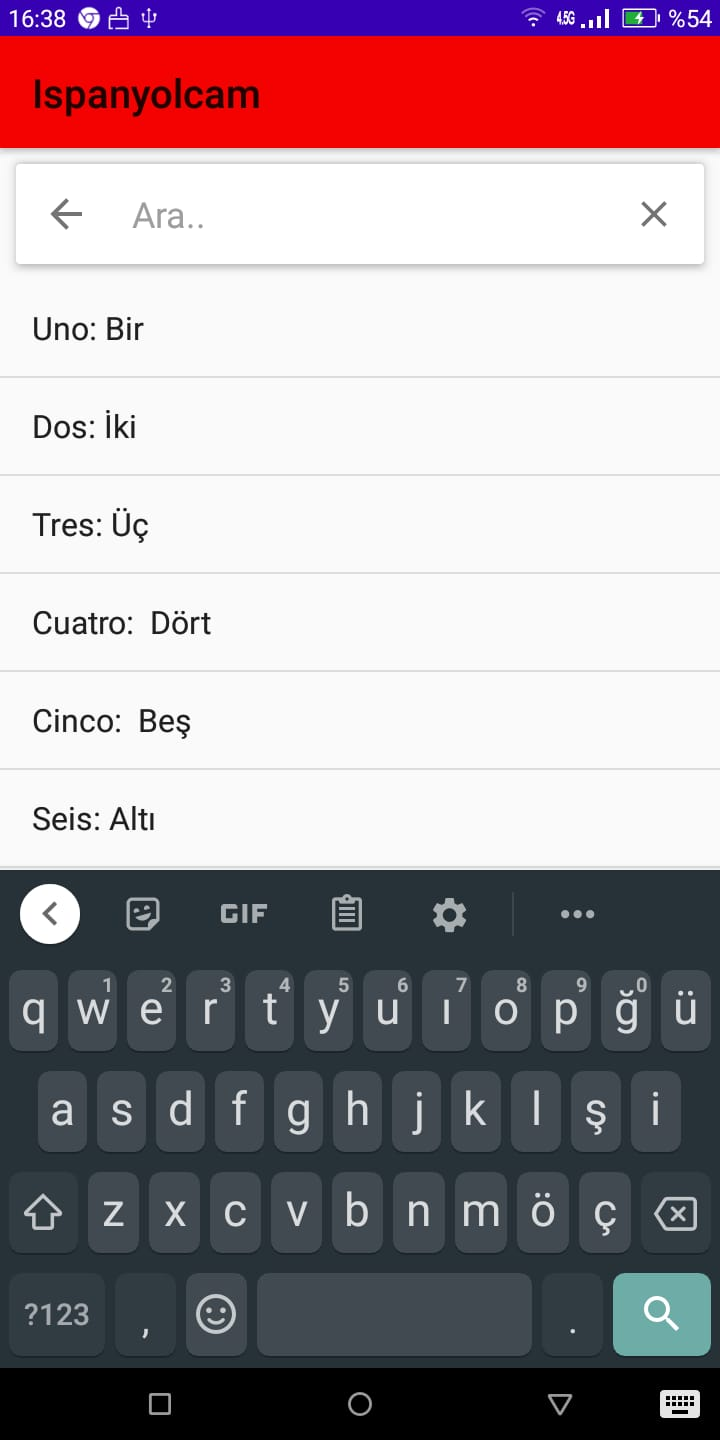 16:38 4.5G %54
Ispanyolcam
Ara..
Uno: Bir
Dos: İki
Tres: Üç
Cuatro:  Dört
Cinco:  Beş
Seis: Altı
GIF
1 2 3 4 5 6 7 8 9 0
q w e r t y u ı o p ğ ü
a s d f g h j k l ş i
z x c v b n m ö ç
?123 , .